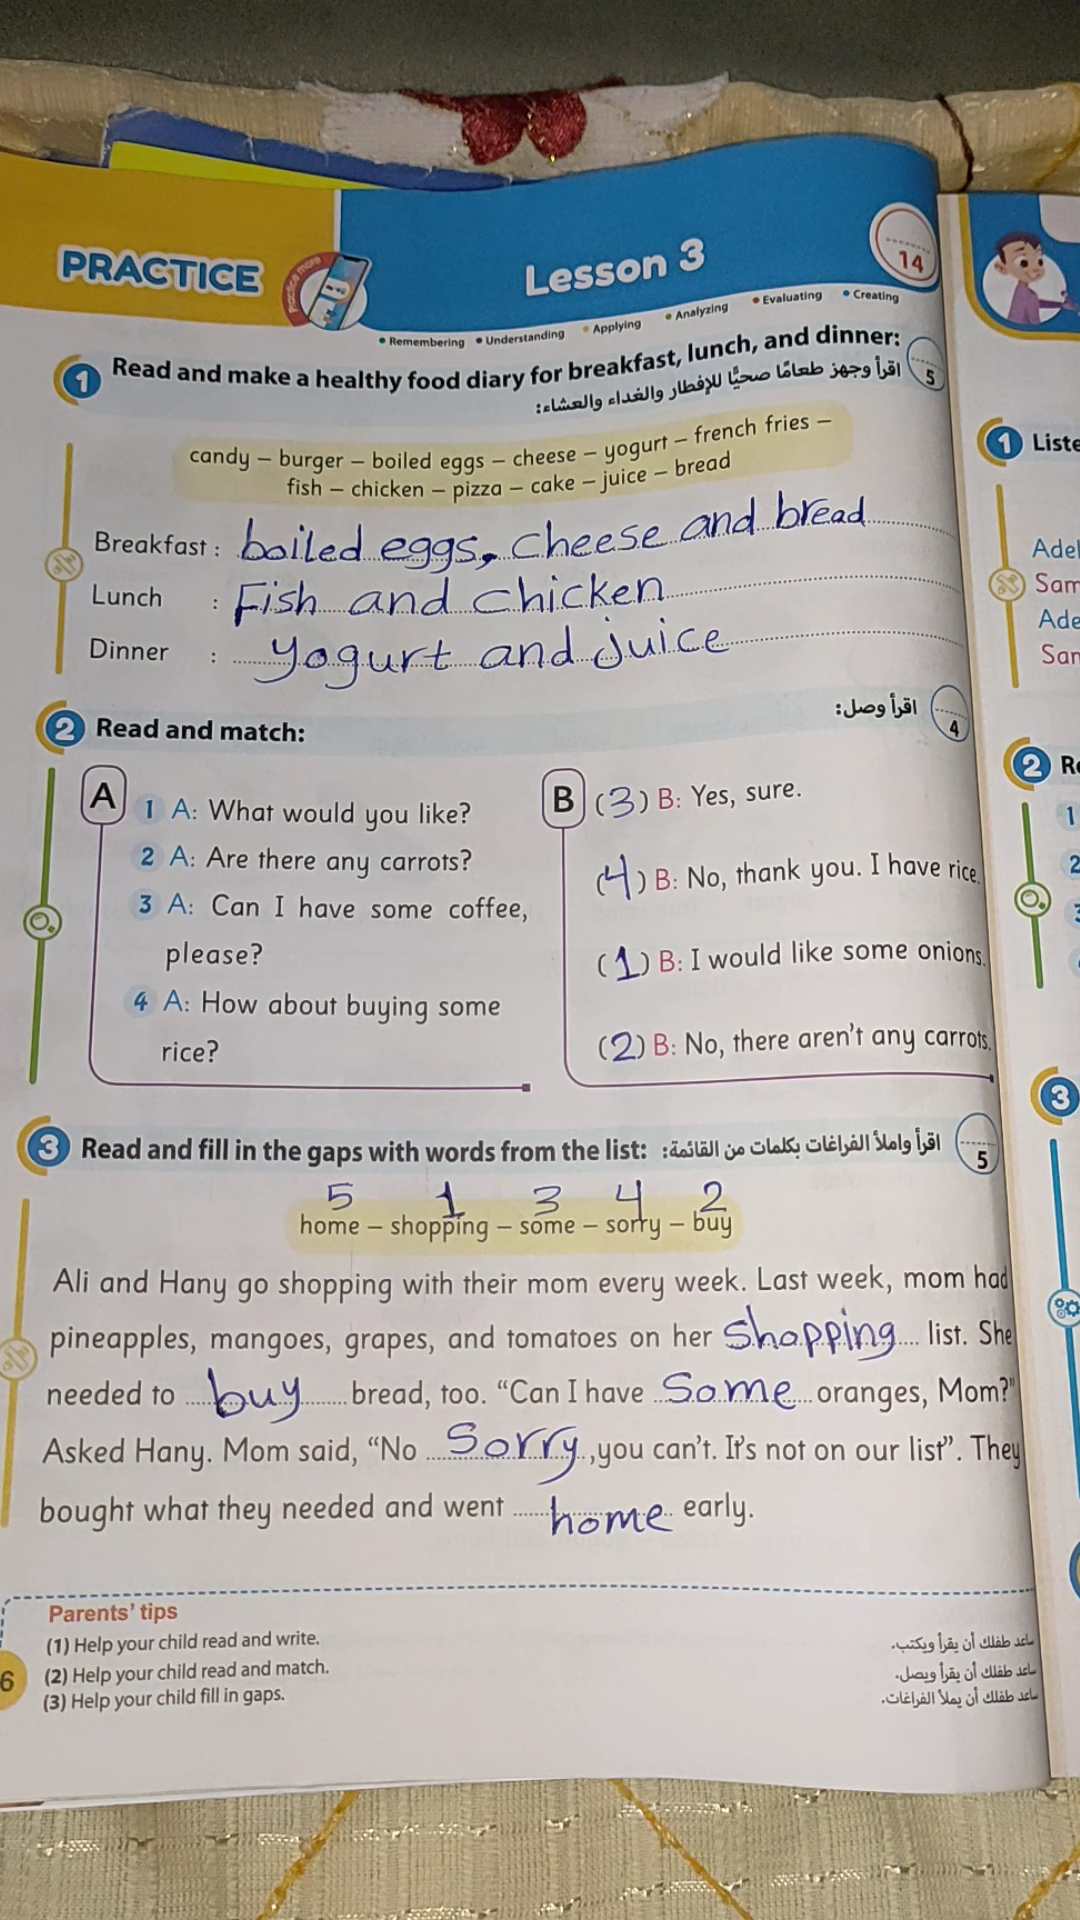 PRACTICE
Practice more
Lesson 3
14
• Remembering • Understanding • Applying • Analyzing • Evaluating • Creating
1 Read and make a healthy food diary for breakfast, lunch, and dinner:
5
اقرأ وجهز طعامًا صحيًّا للإفطار والغداء والعشاء:
candy – burger – boiled eggs – cheese – yogurt – french fries –
fish – chicken – pizza – cake – juice – bread
Breakfast : boiled eggs, cheese and bread
Lunch : Fish and chicken
Dinner : yogurt and juice
2 Read and match:
اقرأ وصل:
4
A
1 A: What would you like?
2 A: Are there any carrots?
3 A: Can I have some coffee,
please?
4 A: How about buying some
rice?
B
(3) B: Yes, sure.
(4) B: No, thank you. I have rice.
(1) B: I would like some onions.
(2) B: No, there aren't any carrots.
3 Read and fill in the gaps with words from the list:
اقرأ واملأ الفراغات بكلمات من القائمة:
5
5 1 3 4 2
home – shopping – some – sorry – buy
Ali and Hany go shopping with their mom every week. Last week, mom had
pineapples, mangoes, grapes, and tomatoes on her shopping list. She
needed to buy bread, too. "Can I have some oranges, Mom?"
Asked Hany. Mom said, "No Sorry ,you can't. It's not on our list". They
bought what they needed and went home early.
Parents' tips
(1) Help your child read and write.
(2) Help your child read and match.
(3) Help your child fill in gaps.
ساعد طفلك أن يقرأ ويكتب.
ساعد طفلك أن يقرأ ويصل.
ساعد طفلك أن يملأ الفراغات.
6
1 Liste
Adel
Sam
Ade
San
2 Re
1
2
3
3